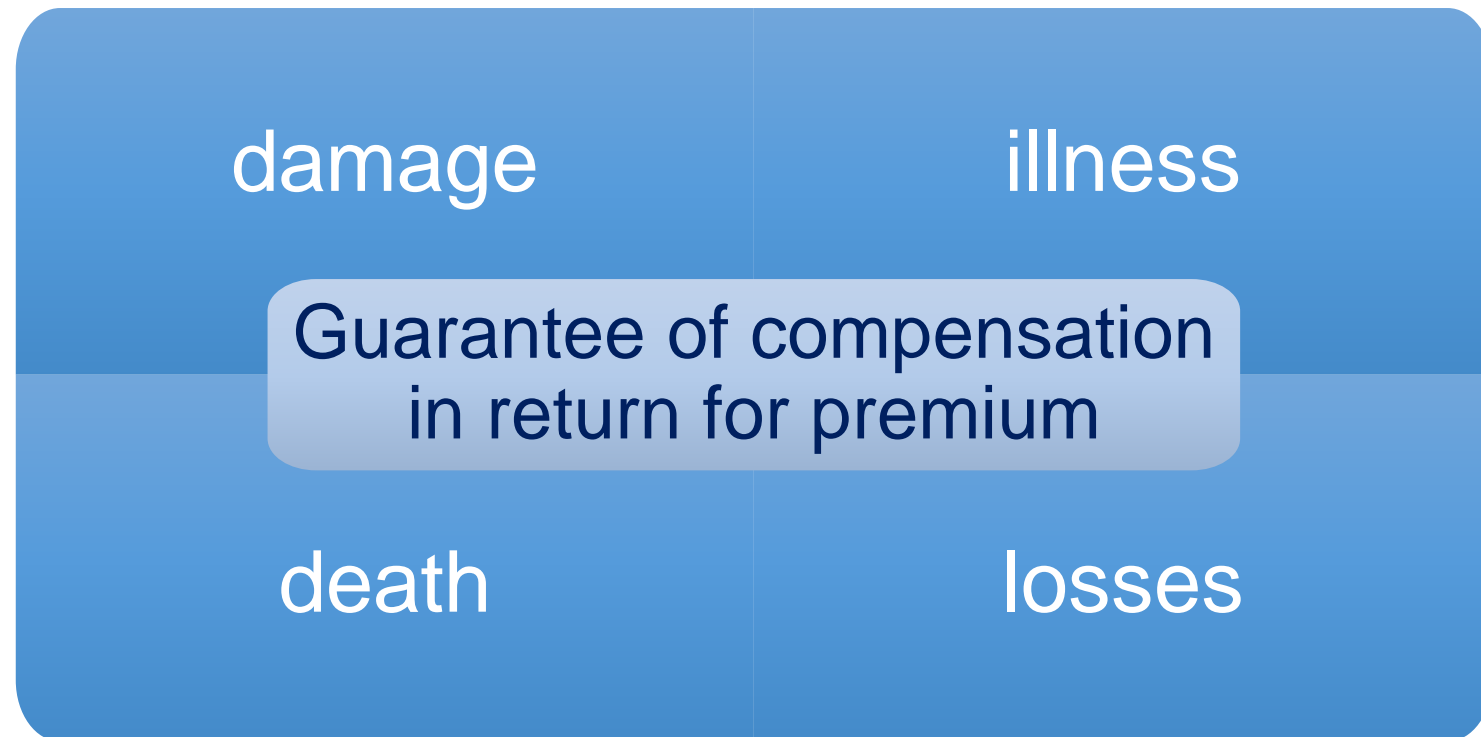 damage
illness
Guarantee of compensation
in return for premium
death
losses